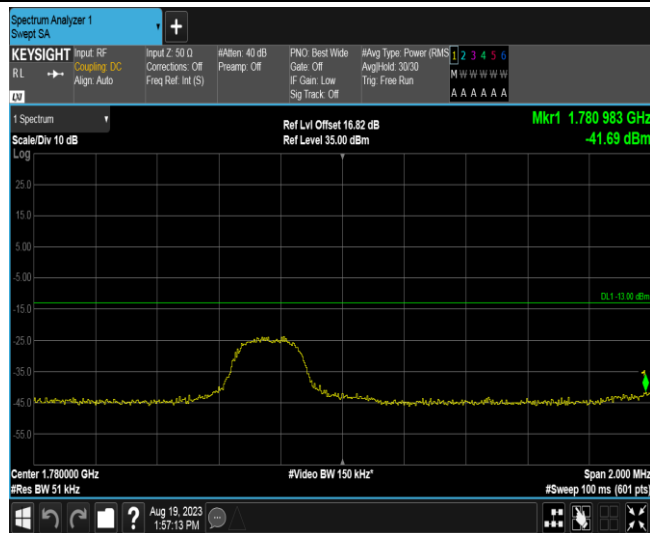 Spectrum Analyzer 1
Swept SA
+
KEYSIGHT
RL
Input: RF
Coupling: DC
Align: Auto
Input Z: 50 Ω
Corrections: Off
Freq Ref: Int (S)
#Atten: 40 dB
Preamp: Off
PNO: Best Wide
Gate: Off
IF Gain: Low
Sig Track: Off
#Avg Type: Power (RMS
Avg|Hold: 30/30
Trig: Free Run
1 2 3 4 5 6
M W W W W W
A A A A A A
1 Spectrum
Scale/Div 10 dB
Log
Ref Lvl Offset 16.82 dB
Ref Level 35.00 dBm
Mkr1 1.780 983 GHz
-41.69 dBm
25.0
15.0
5.00
-5.00
-15.0
-25.0
-35.0
-45.0
-55.0
DL1 -13.00 dBm
1
Center 1.780000 GHz
#Res BW 51 kHz
#Video BW 150 kHz*
Span 2.000 MHz
#Sweep 100 ms (601 pts)
?
Aug 19, 2023
1:57:13 PM